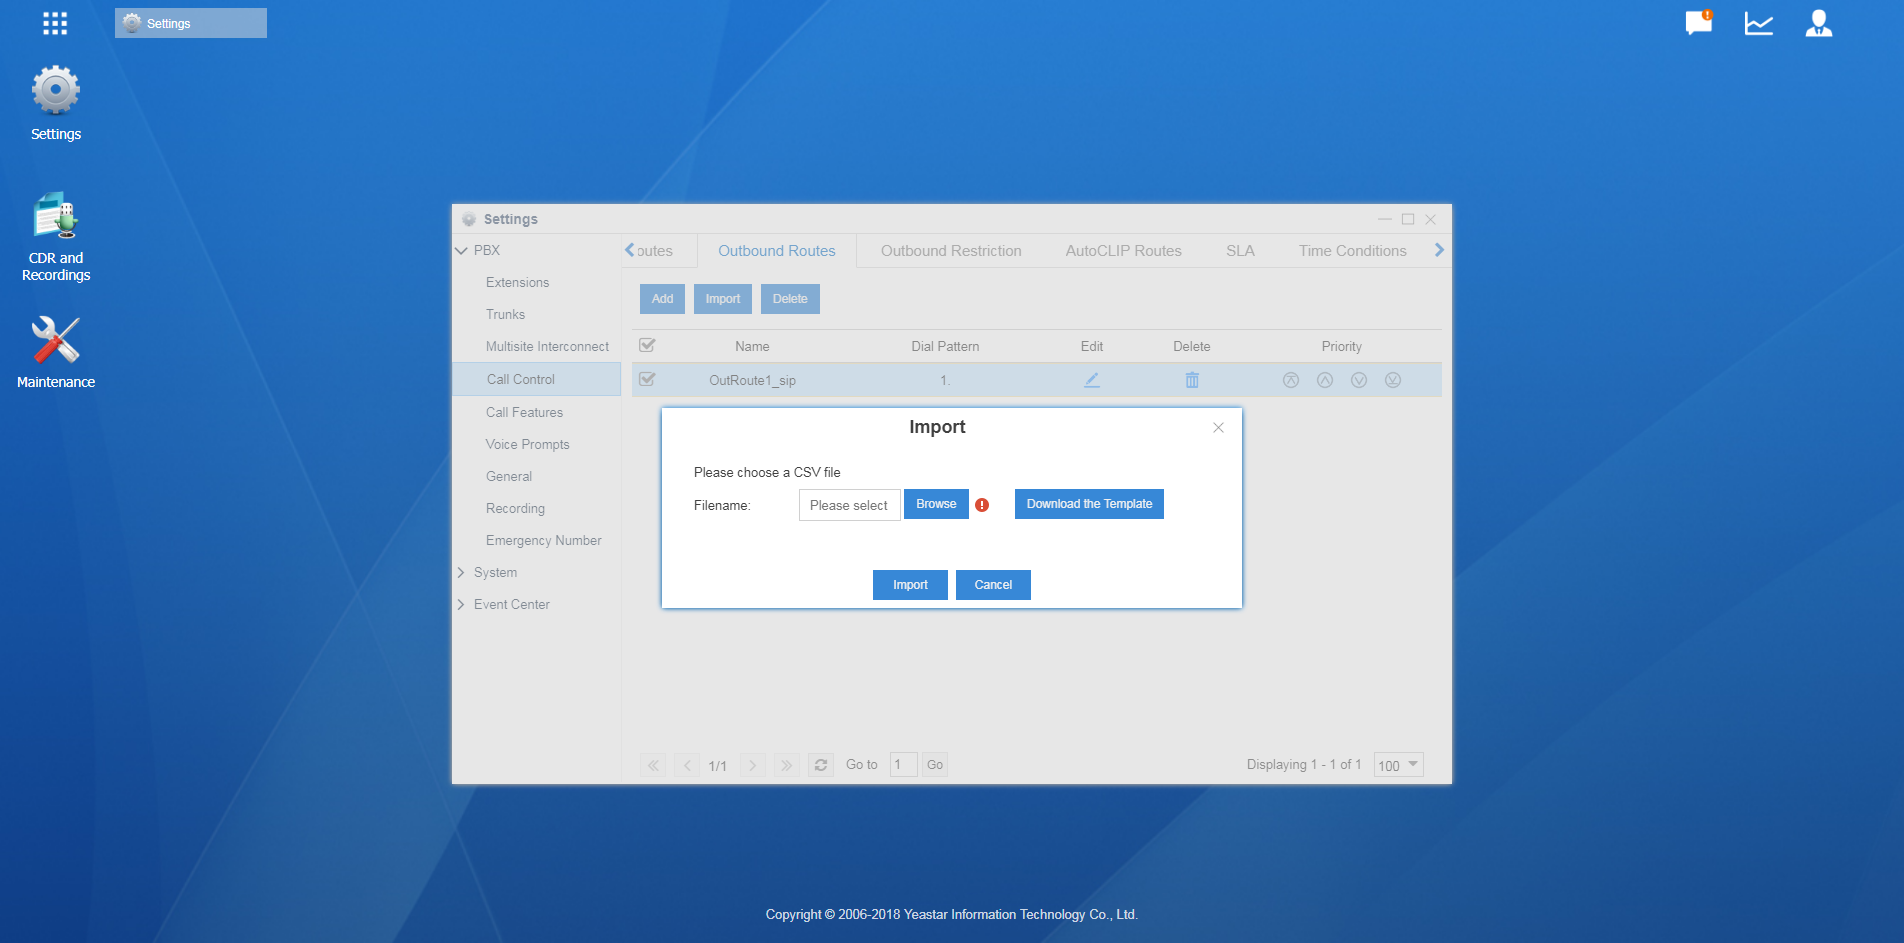 Settings
Settings
CDR and
Recordings
Maintenance
Settings
PBX
Extensions
Trunks
Multisite Interconnect
Call Control
Call Features
Voice Prompts
General
Recording
Emergency Number
System
Event Center
outes
Outbound Routes
Outbound Restriction
AutoCLIP Routes
SLA
Time Conditions
Add
Import
Delete
Name
Dial Pattern
Edit
Delete
Priority
OutRoute1_sip
1.
Import
Please choose a CSV file
Filename:
Please select
Browse
Download the Template
Import
Cancel
1/1
Go to
1
Go
Displaying 1 - 1 of 1
100
Copyright © 2006-2018 Yeastar Information Technology Co., Ltd.